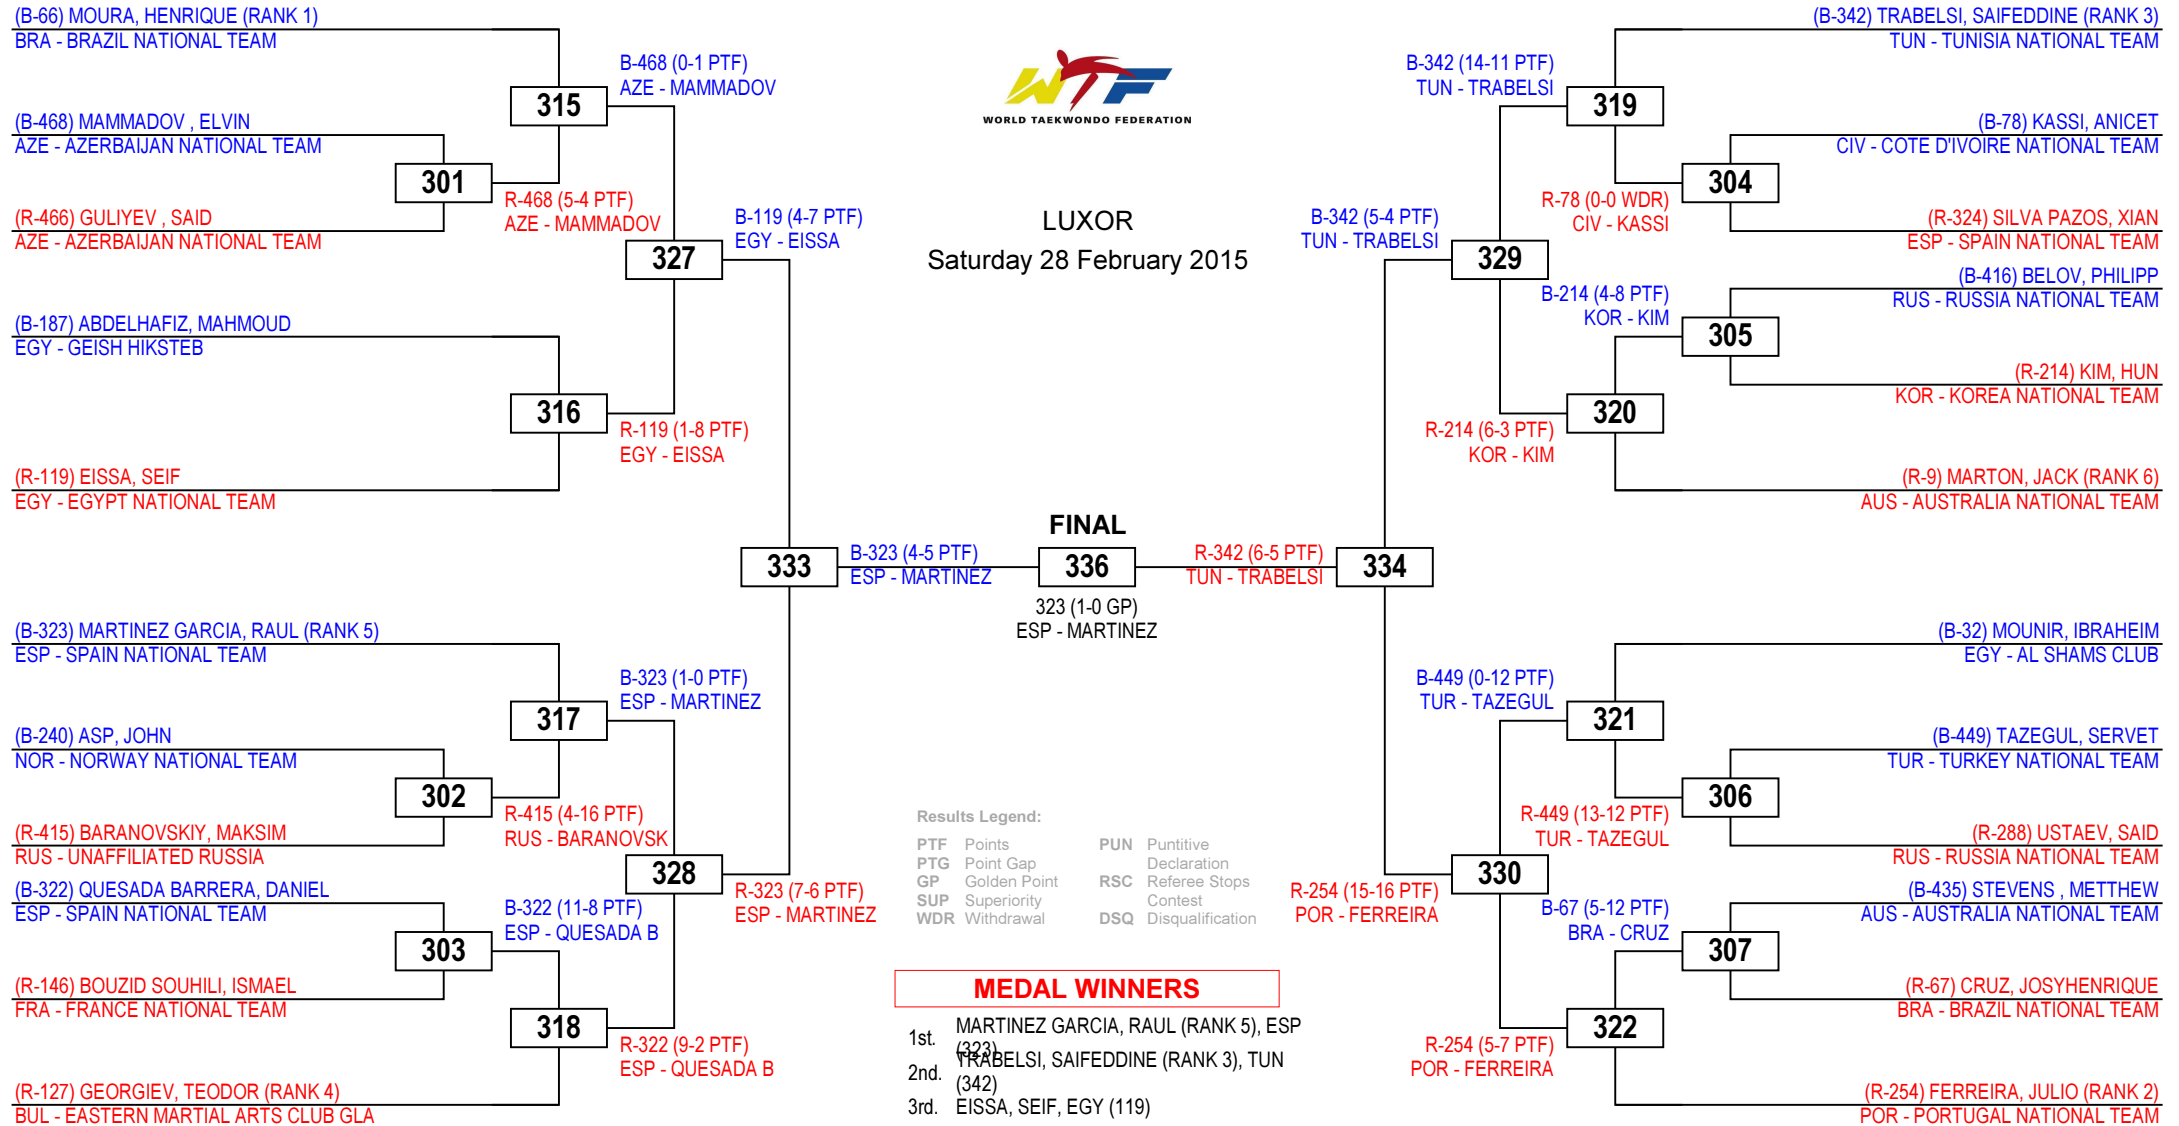 (B-66) MOURA, HENRIQUE (RANK 1)
BRA - BRAZIL NATIONAL TEAM
(B-468) MAMMADOV , ELVIN
AZE - AZERBAIJAN NATIONAL TEAM
(R-466) GULIYEV , SAID
AZE - AZERBAIJAN NATIONAL TEAM
(B-187) ABDELHAFIZ, MAHMOUD
EGY - GEISH HIKSTEB
(R-119) EISSA, SEIF
EGY - EGYPT NATIONAL TEAM
(B-323) MARTINEZ GARCIA, RAUL (RANK 5)
ESP - SPAIN NATIONAL TEAM
(B-240) ASP, JOHN
NOR - NORWAY NATIONAL TEAM
(R-415) BARANOVSKIY, MAKSIM
RUS - UNAFFILIATED RUSSIA
(B-322) QUESADA BARRERA, DANIEL
ESP - SPAIN NATIONAL TEAM
(R-146) BOUZID SOUHILI, ISMAEL
FRA - FRANCE NATIONAL TEAM
(R-127) GEORGIEV, TEODOR (RANK 4)
BUL - EASTERN MARTIAL ARTS CLUB GLA
301
R-468 (5-4 PTF)
AZE - MAMMADOV
302
R-415 (4-16 PTF)
RUS - BARANOVSK
303
B-322 (11-8 PTF)
ESP - QUESADA B
315
B-468 (0-1 PTF)
AZE - MAMMADOV
316
R-119 (1-8 PTF)
EGY - EISSA
317
B-323 (1-0 PTF)
ESP - MARTINEZ
318
R-322 (9-2 PTF)
ESP - QUESADA B
327
B-119 (4-7 PTF)
EGY - EISSA
328
R-323 (7-6 PTF)
ESP - MARTINEZ
333
B-323 (4-5 PTF)
ESP - MARTINEZ
WTF
WORLD TAEKWONDO FEDERATION
LUXOR
Saturday 28 February 2015
FINAL
336
323 (1-0 GP)
ESP - MARTINEZ
Results Legend:
PTF Points
PTG Point Gap
GP Golden Point
SUP Superiority
WDR Withdrawal
PUN Puntitive
Declaration
RSC Referee Stops
Contest
DSQ Disqualification
MEDAL WINNERS
1st. MARTINEZ GARCIA, RAUL (RANK 5), ESP
(323)
2nd. TRABELSI, SAIFEDDINE (RANK 3), TUN
(342)
3rd. EISSA, SEIF, EGY (119)
R-342 (6-5 PTF)
TUN - TRABELSI
334
B-342 (5-4 PTF)
TUN - TRABELSI
329
R-254 (15-16 PTF)
POR - FERREIRA
330
B-342 (14-11 PTF)
TUN - TRABELSI
319
R-214 (6-3 PTF)
KOR - KIM
320
B-449 (0-12 PTF)
TUR - TAZEGUL
321
R-254 (5-7 PTF)
POR - FERREIRA
322
R-78 (0-0 WDR)
CIV - KASSI
304
B-214 (4-8 PTF)
KOR - KIM
305
R-449 (13-12 PTF)
TUR - TAZEGUL
306
B-67 (5-12 PTF)
BRA - CRUZ
307
(B-342) TRABELSI, SAIFEDDINE (RANK 3)
TUN - TUNISIA NATIONAL TEAM
(B-78) KASSI, ANICET
CIV - COTE D'IVOIRE NATIONAL TEAM
(R-324) SILVA PAZOS, XIAN
ESP - SPAIN NATIONAL TEAM
(B-416) BELOV, PHILIPP
RUS - RUSSIA NATIONAL TEAM
(R-214) KIM, HUN
KOR - KOREA NATIONAL TEAM
(R-9) MARTON, JACK (RANK 6)
AUS - AUSTRALIA NATIONAL TEAM
(B-32) MOUNIR, IBRAHEIM
EGY - AL SHAMS CLUB
(B-449) TAZEGUL, SERVET
TUR - TURKEY NATIONAL TEAM
(R-288) USTAEV, SAID
RUS - RUSSIA NATIONAL TEAM
(B-435) STEVENS , METTHEW
AUS - AUSTRALIA NATIONAL TEAM
(R-67) CRUZ, JOSYHENRIQUE
BRA - BRAZIL NATIONAL TEAM
(R-254) FERREIRA, JULIO (RANK 2)
POR - PORTUGAL NATIONAL TEAM